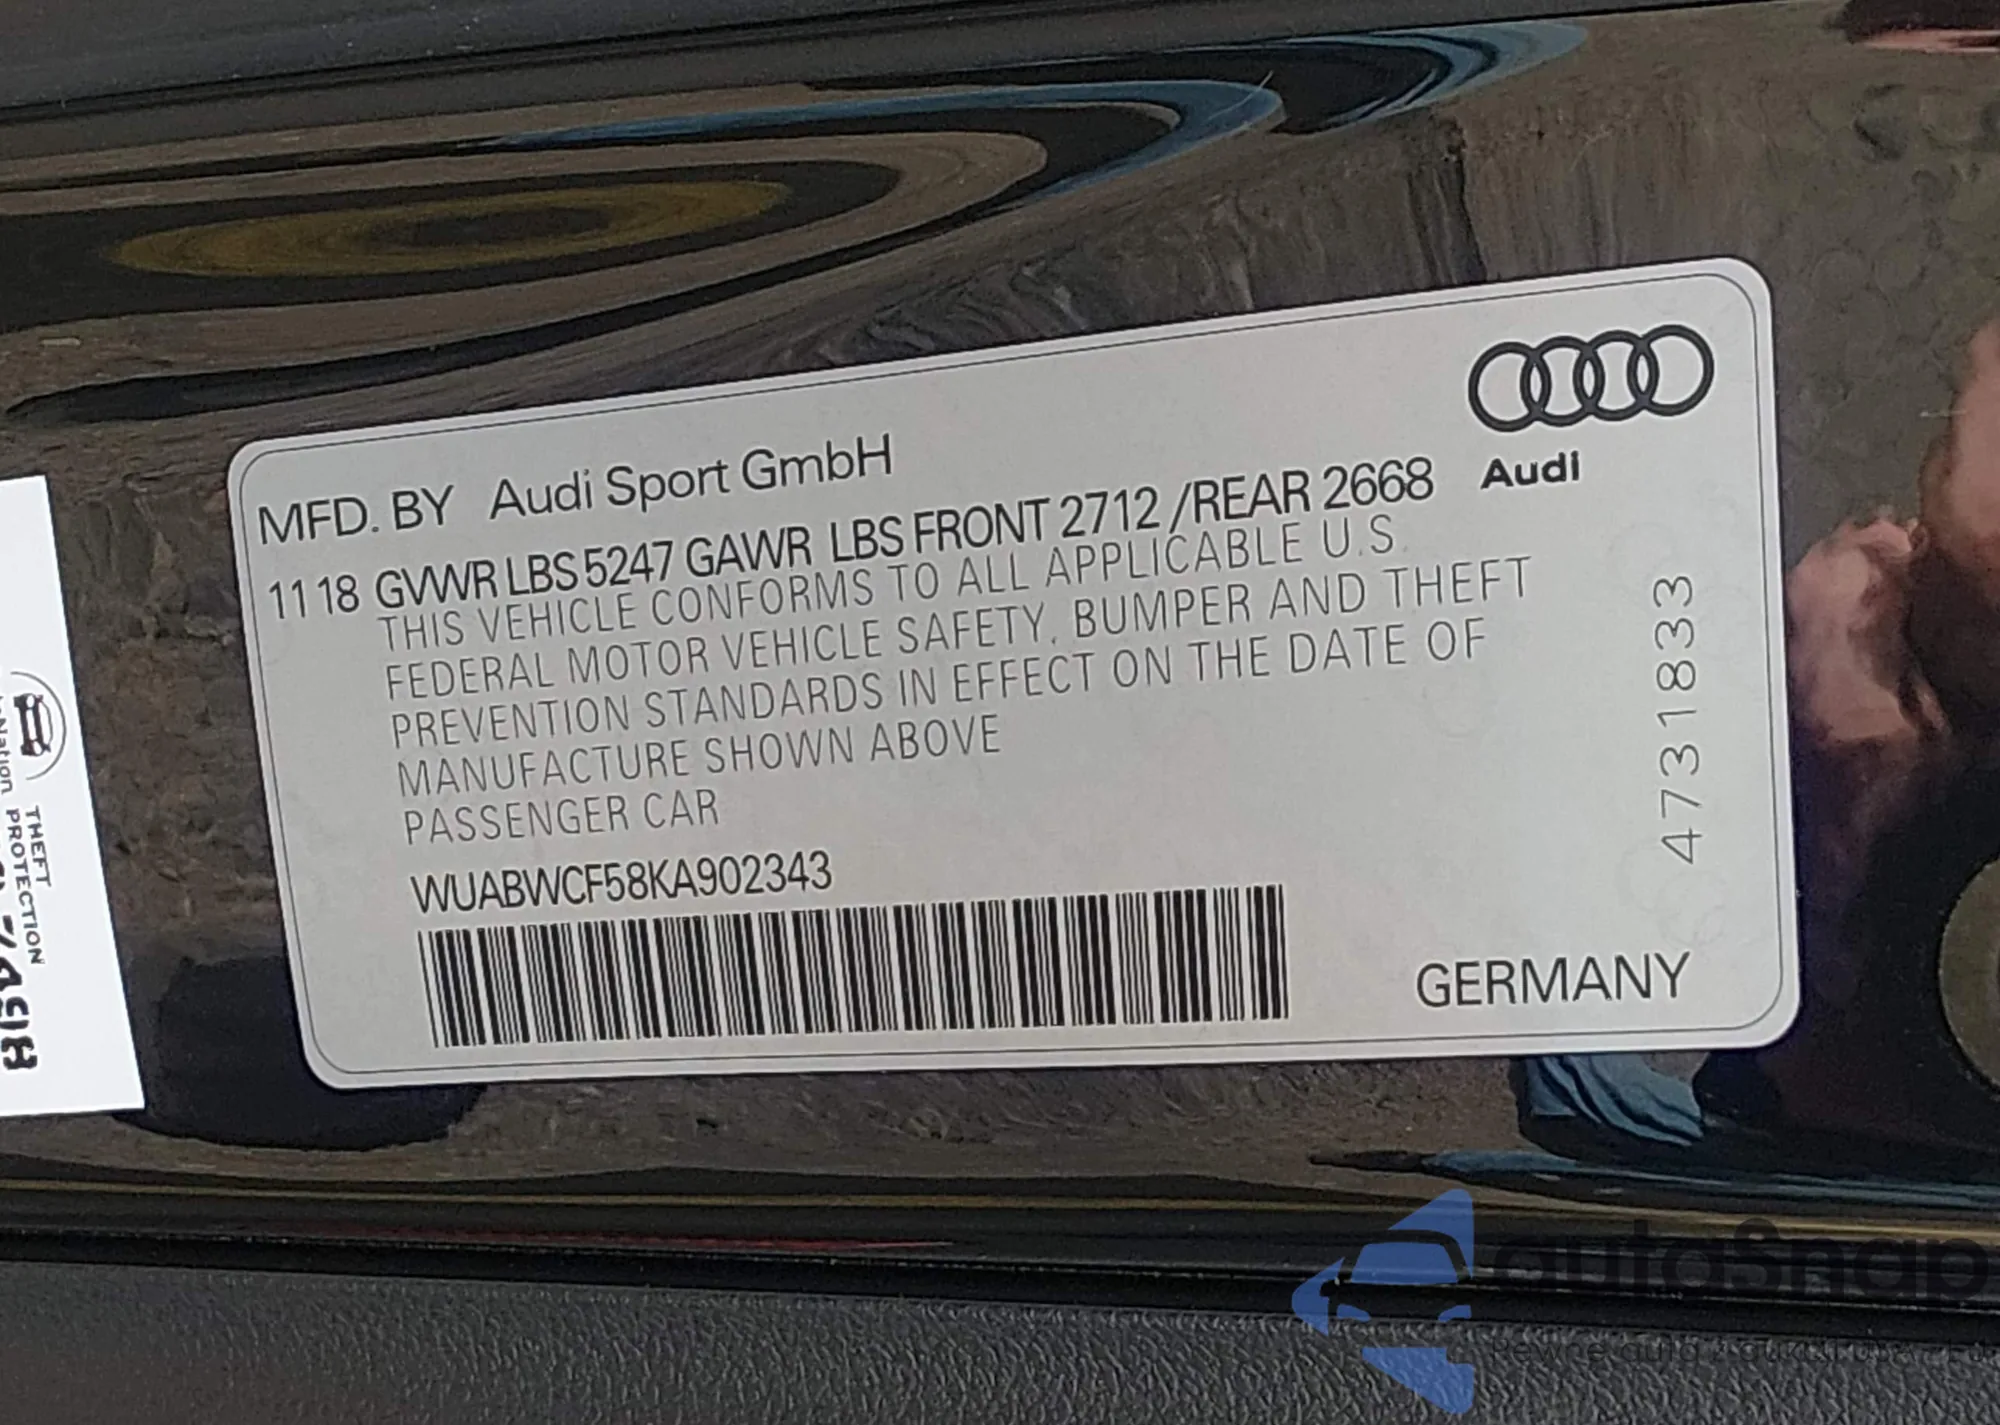 MFD. BY Audi Sport GmbH
Audi
11 18 GVWR LBS 5247 GAWR LBS FRONT 2712 /REAR 2668
THIS VEHICLE CONFORMS TO ALL APPLICABLE U.S.
FEDERAL MOTOR VEHICLE SAFETY, BUMPER AND THEFT
PREVENTION STANDARDS IN EFFECT ON THE DATE OF
MANUFACTURE SHOWN ABOVE
PASSENGER CAR
WUABWCF58KA902343
GERMANY
4731833
THEFT
PROTECTION
Nation
autoSnap